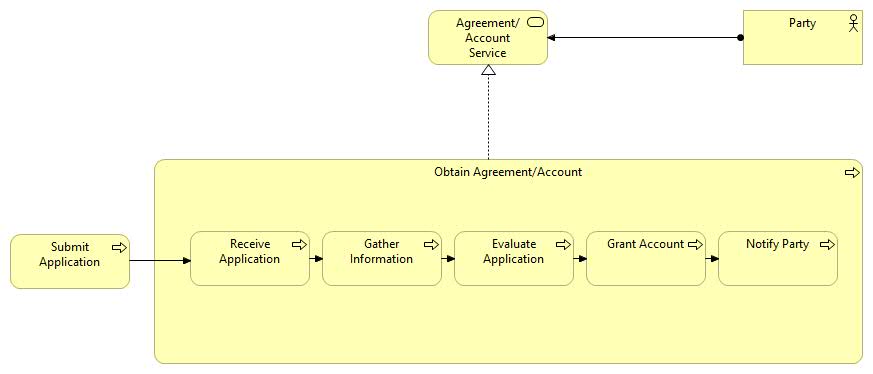 Agreement/
Account
Service
Party
Obtain Agreement/Account
Submit
Application
Receive
Application
Gather
Information
Evaluate
Application
Grant Account
Notify Party